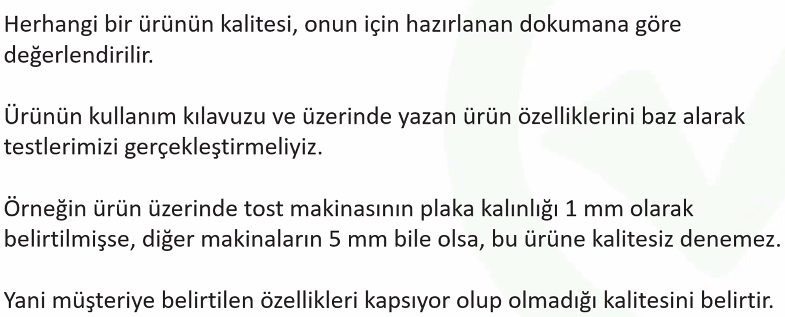 Herhangi bir ürünün kalitesi, onun için hazırlanan dokumana göre
değerlendirilir.
Ürünün kullanım kılavuzu ve üzerinde yazan ürün özelliklerini baz alarak
testlerimizi gerçekleştirmeliyiz.
Örneğin ürün üzerinde tost makinasının plaka kalınlığı 1 mm olarak
belirtilmişse, diğer makinaların 5 mm bile olsa, bu ürüne kalitesiz denemez.
Yani müşteriye belirtilen özellikleri kapsıyor olup olmadığı kalitesini belirtir.